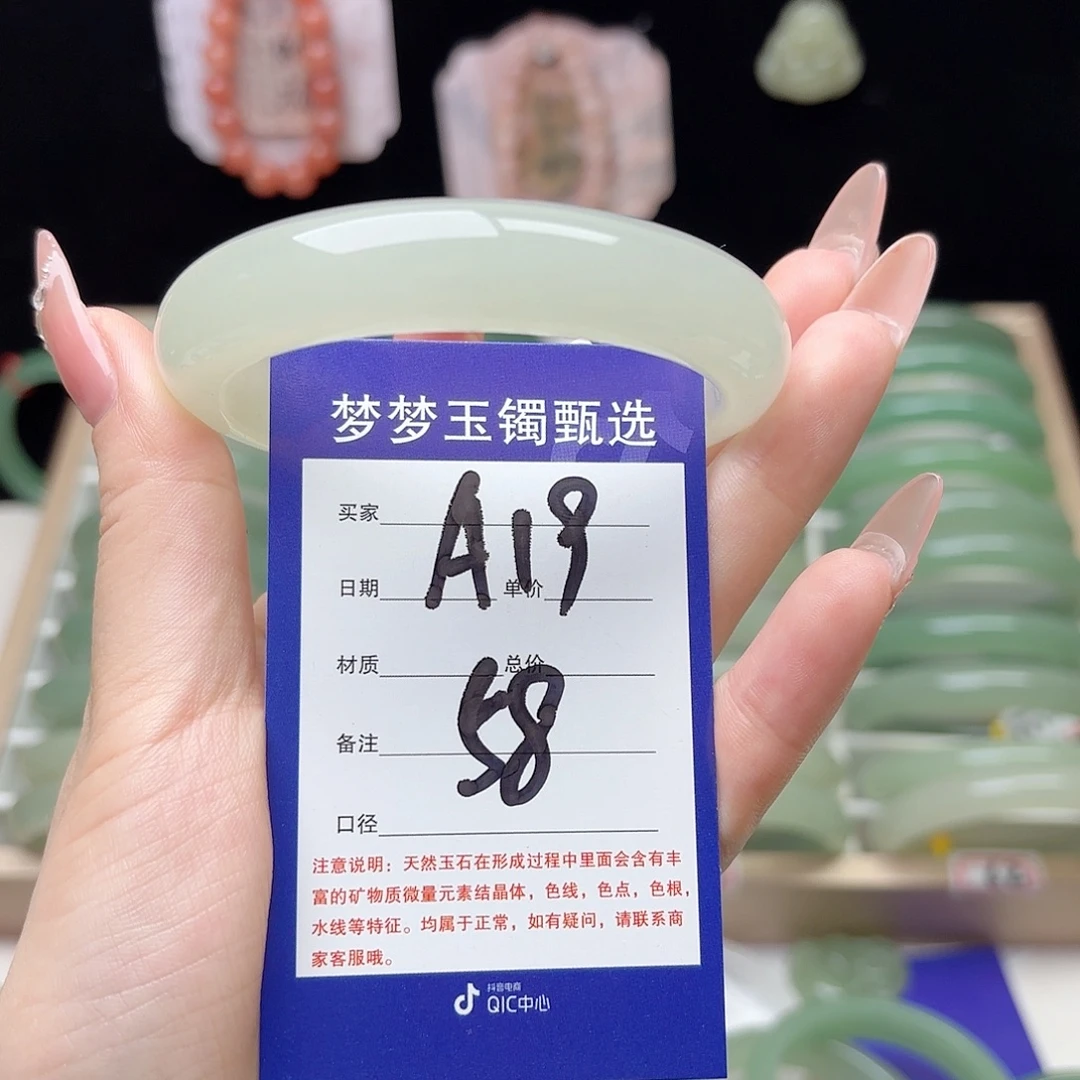 梦梦玉镯甄选
买家 A19
日期 单价
材质 总价
58
备注
口径
注意说明：天然玉石在形成过程中里面会含有丰
富的矿物质微量元素结晶体，色线，色点，色根，
水线等特征。均属于正常，如有疑问，请联系商
家客服哦。
抖音电商
QIC中心